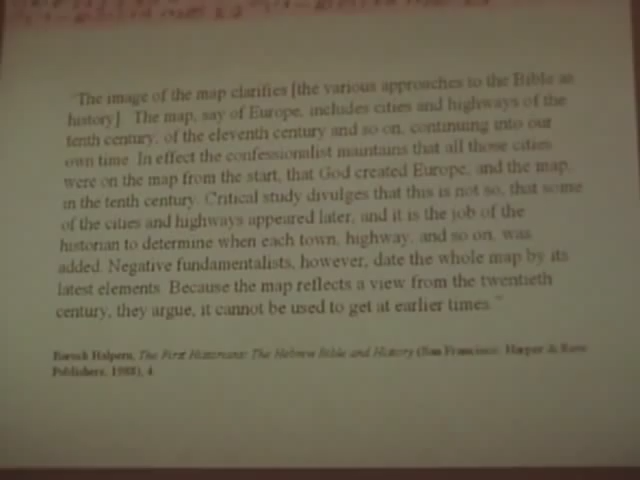 "The image of the map clarifies [the various approaches to the Bible as
history]. The map, say of Europe, includes cities and highways of the
tenth century, of the eleventh century and so on, continuing into our
own time. In effect the confessionalist maintains that all those cities
were on the map from the start, that God created Europe, and the map,
in the tenth century. Critical study divulges that this is not so, that some
of the cities and highways appeared later, and it is the job of the
historian to determine when each town, highway, and so on, was
added. Negative fundamentalists, however, date the whole map by its
latest elements. Because the map reflects a view from the twentieth
century, they argue, it cannot be used to get at earlier times."
Baruch Halpern, The First Historians: The Hebrew Bible and History (San Francisco: Harper & Row
Publishers, 1988), 4